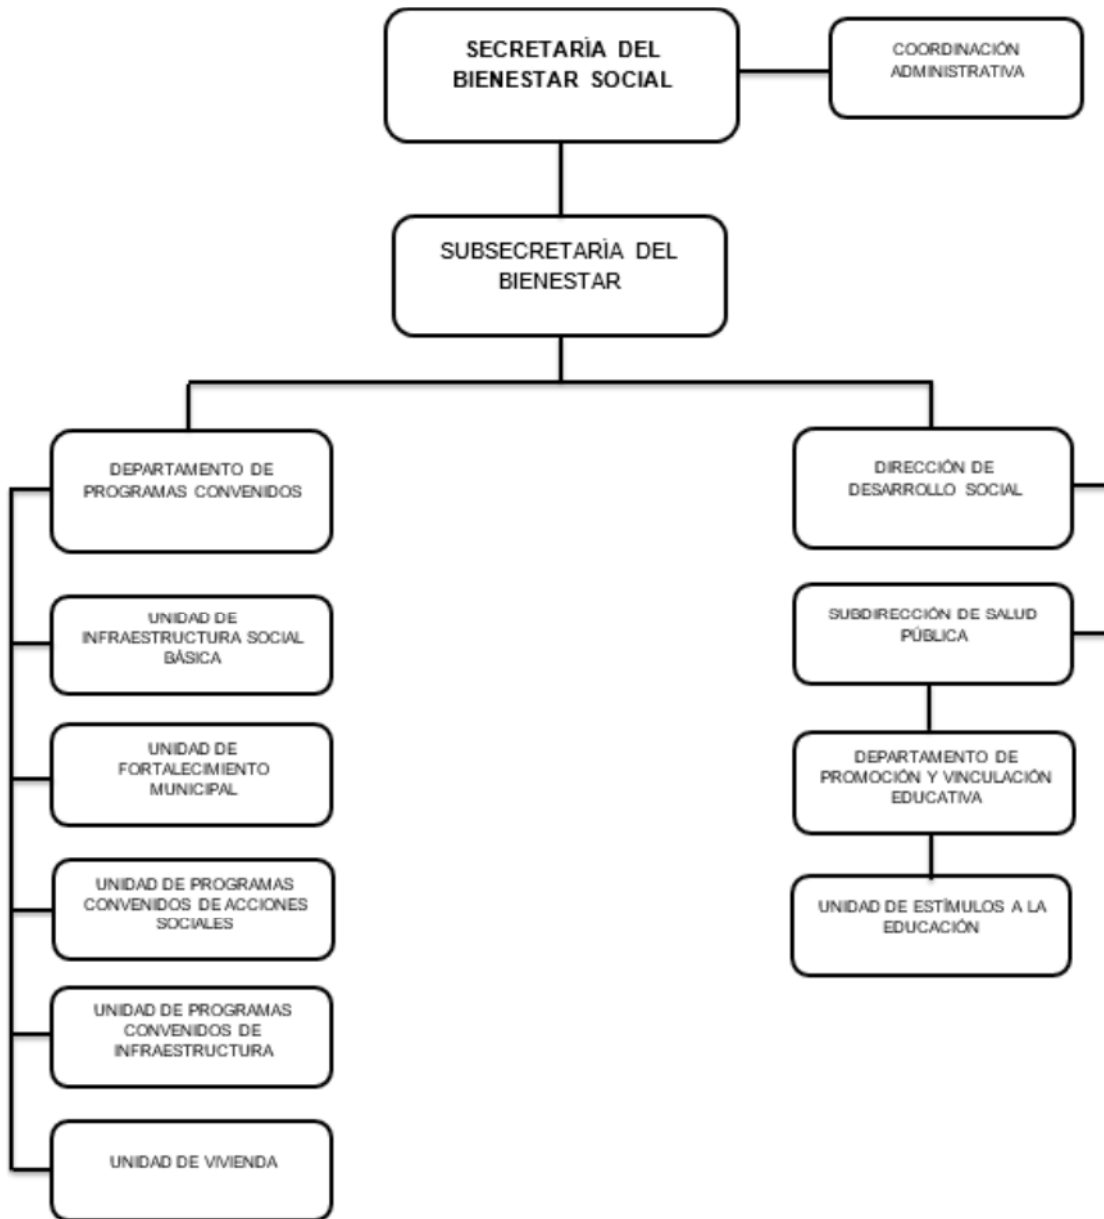 SECRETARÌA DEL
BIENESTAR SOCIAL
COORDINACIÓN
ADMINISTRATIVA
SUBSECRETARÌA DEL
BIENESTAR
DEPARTAMENTO DE
PROGRAMAS CONVENIDOS
UNIDAD DE
INFRAESTRUCTURA SOCIAL
BÁSICA
UNIDAD DE
FORTALECIMIENTO
MUNICIPAL
UNIDAD DE PROGRAMAS
CONVENIDOS DE ACCIONES
SOCIALES
UNIDAD DE PROGRAMAS
CONVENIDOS DE
INFRAESTRUCTURA
UNIDAD DE VIVIENDA
DIRECCIÓN DE
DESARROLLO SOCIAL
SUBDIRECCIÓN DE SALUD
PÚBLICA
DEPARTAMENTO DE
PROMOCIÓN Y VINCULACIÓN
EDUCATIVA
UNIDAD DE ESTÍMULOS A LA
EDUCACIÓN